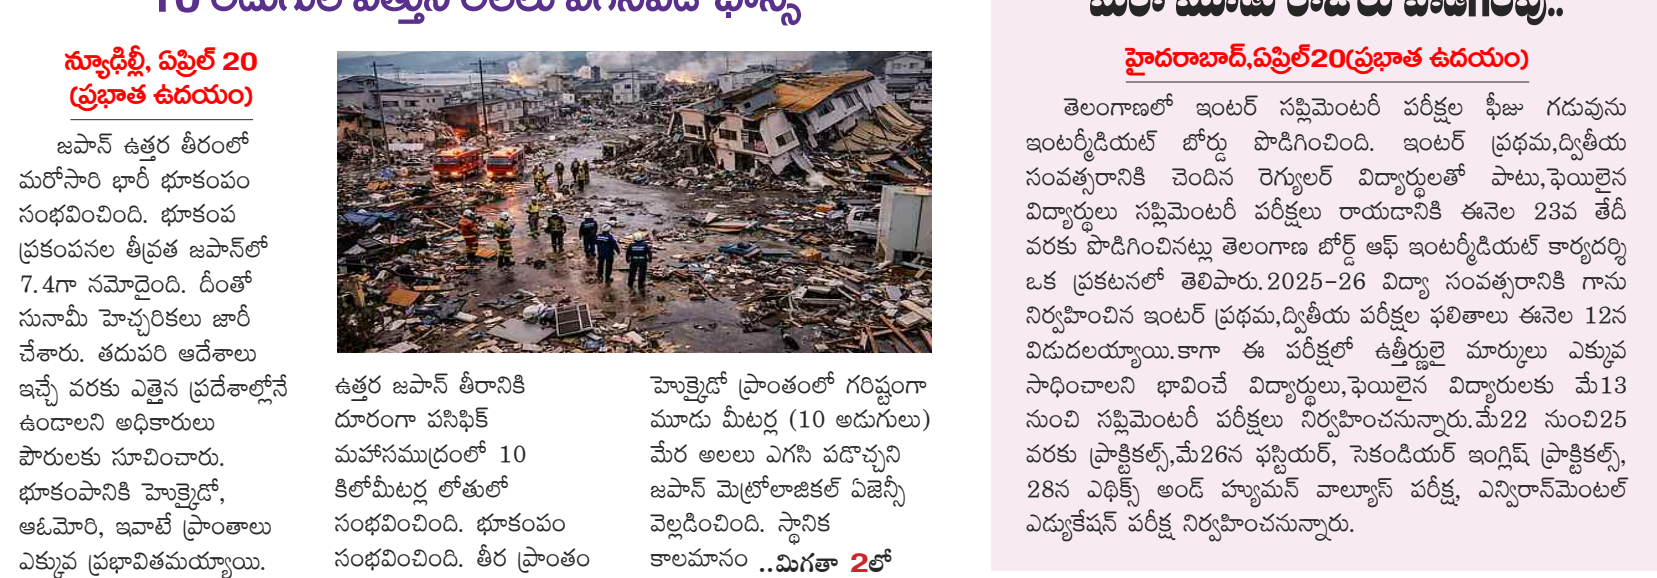 10 అడుగుల ఎత్తున అలలు ఎగసిపడే ఛాన్స్
న్యూఢిల్లీ, ఏప్రిల్ 20
(ప్రభాత ఉదయం)
జపాన్ ఉత్తర తీరంలో
మరోసారి భారీ భూకంపం
సంభవించింది. భూకంప
ప్రకంపనల తీవ్రత జపాన్‌లో
7.4గా నమోదైంది. దీంతో
సునామీ హెచ్చరికలు జారీ
చేశారు. తదుపరి ఆదేశాలు
ఇచ్చే వరకు ఎత్తైన ప్రదేశాల్లోనే
ఉండాలని అధికారులు
పౌరులకు సూచించారు.
భూకంపానికి హెుక్కైడో,
ఆఓమోరి, ఇవాటే ప్రాంతాలు
ఎక్కువ ప్రభావితమయ్యాయి.
ఉత్తర జపాన్ తీరానికి
దూరంగా పసిఫిక్
మహాసముద్రంలో 10
కిలోమీటర్ల లోతులో
సంభవించింది. భూకంపం
సంభవించింది. తీర ప్రాంతం
హెుక్కైడో ప్రాంతంలో గరిష్టంగా
మూడు మీటర్ల (10 అడుగులు)
మేర అలలు ఎగసి పడొచ్చని
జపాన్ మెట్రోలాజికల్ ఏజెన్సీ
వెల్లడించింది. స్థానిక
కాలమానం ..మిగతా 2లో
మరో మూడు రోజులు పొడిగింపు..
హైదరాబాద్,ఏప్రిల్20(ప్రభాత ఉదయం)
తెలంగాణలో ఇంటర్ సప్లిమెంటరీ పరీక్షల ఫీజు గడువును
ఇంటర్మీడియట్ బోర్డు పొడిగించింది. ఇంటర్ ప్రథమ,ద్వితీయ
సంవత్సరానికి చెందిన రెగ్యులర్ విద్యార్థులతో పాటు,ఫెయిలైన
విద్యార్థులు సప్లిమెంటరీ పరీక్షలు రాయడానికి ఈనెల 23వ తేదీ
వరకు పొడిగించినట్లు తెలంగాణ బోర్డ్ ఆఫ్ ఇంటర్మీడియట్ కార్యదర్శి
ఒక ప్రకటనలో తెలిపారు.2025-26 విద్యా సంవత్సరానికి గాను
నిర్వహించిన ఇంటర్ ప్రథమ,ద్వితీయ పరీక్షల ఫలితాలు ఈనెల 12న
విడుదలయ్యాయి.కాగా ఈ పరీక్షలో ఉత్తీర్ణులై మార్కులు ఎక్కువ
సాధించాలని భావించే విద్యార్థులు,ఫెయిలైన విద్యారులకు మే13
నుంచి సప్లిమెంటరీ పరీక్షలు నిర్వహించనున్నారు.మే22 నుంచి25
వరకు ప్రాక్టికల్స్,మే26న ఫస్టియర్, సెకండియర్ ఇంగ్లిష్ ప్రాక్టికల్స్,
28న ఎథిక్స్ అండ్ హ్యుమన్ వాల్యూస్ పరీక్ష, ఎన్విరాన్‌మెంటల్
ఎడ్యుకేషన్ పరీక్ష నిర్వహించనున్నారు.